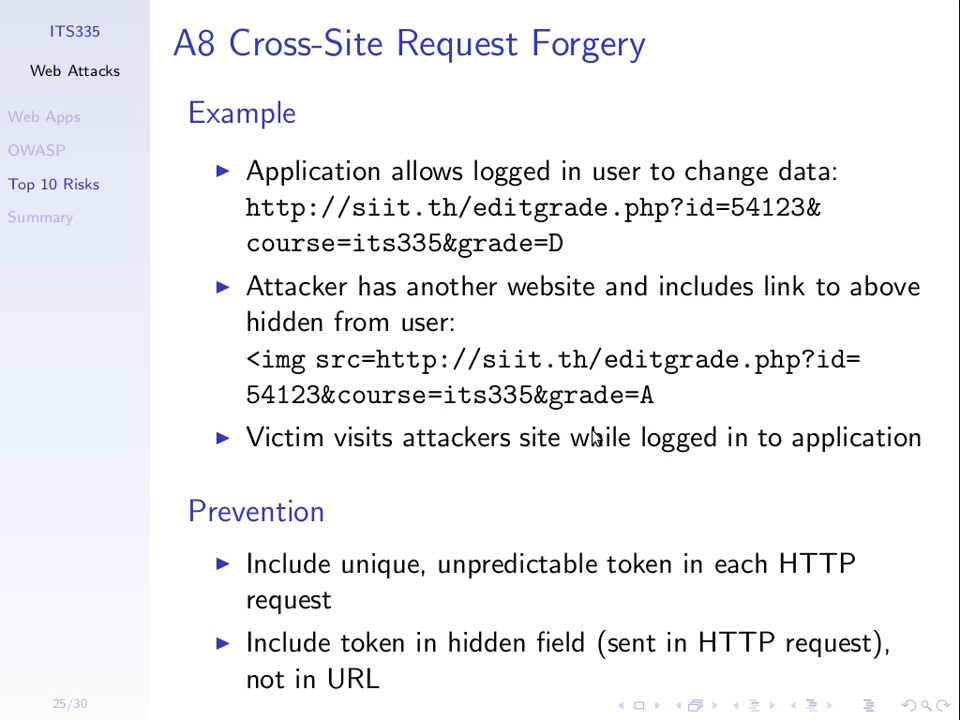 ITS335
Web Attacks
Web Apps
OWASP
Top 10 Risks
Summary
A8 Cross-Site Request Forgery
Example
Application allows logged in user to change data:
http://siit.th/editgrade.php?id=54123&
course=its335&grade=D
Attacker has another website and includes link to above
hidden from user:
<img src=http://siit.th/editgrade.php?id=
54123&course=its335&grade=A
Victim visits attackers site while logged in to application
Prevention
Include unique, unpredictable token in each HTTP
request
Include token in hidden field (sent in HTTP request),
not in URL
25/30